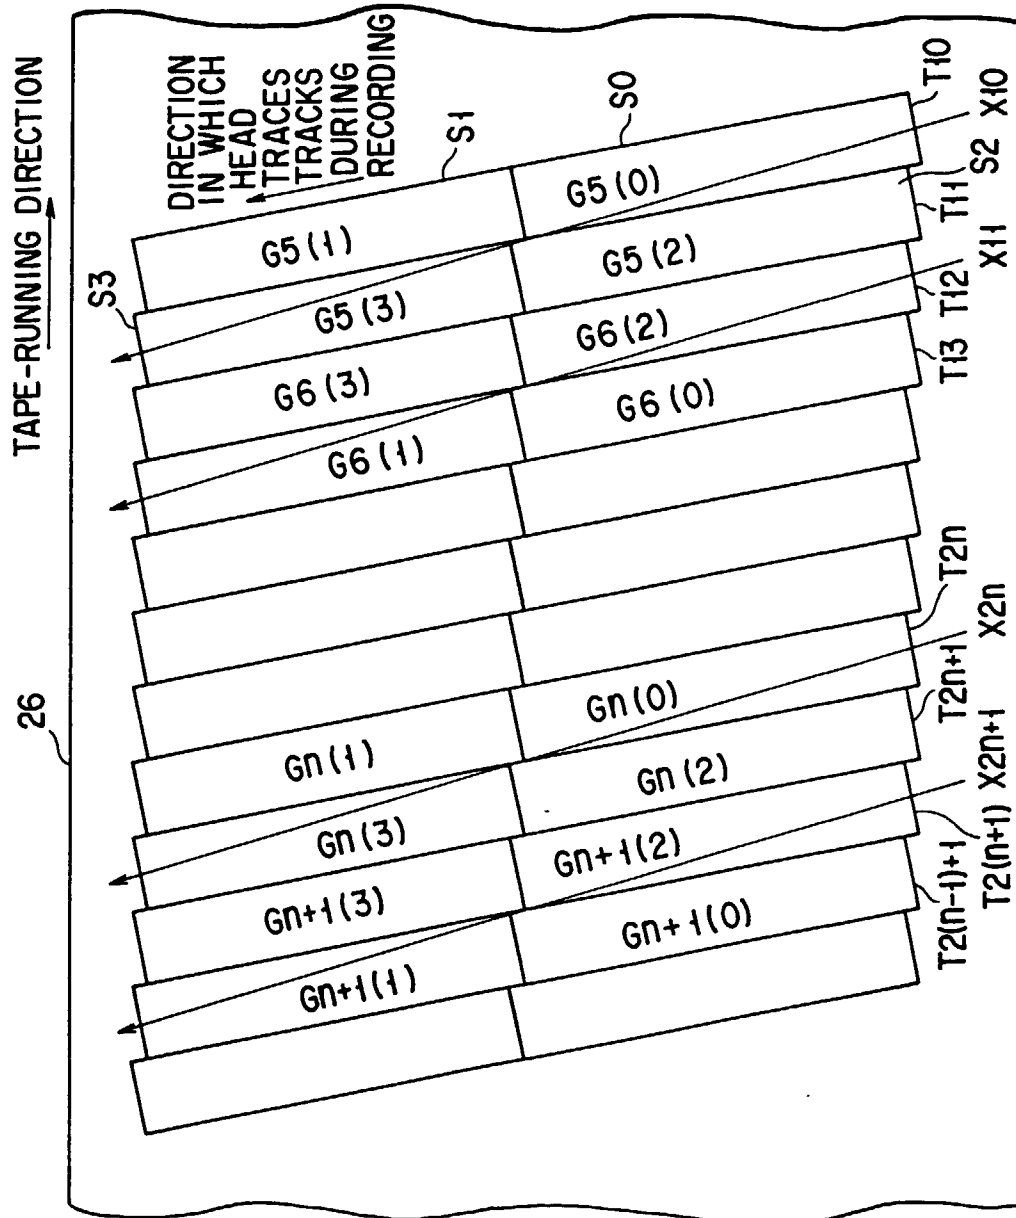 TAPE-RUNNING DIRECTION
26
DIRECTION
IN WHICH
HEAD
TRACES
TRACKS
DURING
RECORDING
S3
S1
S0
G5(1)
G5(0)
T10
X10
G5(3)
G5(2)
S2
T11
X11
G6(3)
G6(2)
T12
G6(1)
G6(0)
T13
Gn(1)
Gn(0)
T2n
X2n
Gn(3)
Gn(2)
T2n+1
X2n+1
Gn+1(3)
Gn+1(2)
T2(n+1)
Gn+1(1)
Gn+1(0)
T2(n-1)+1